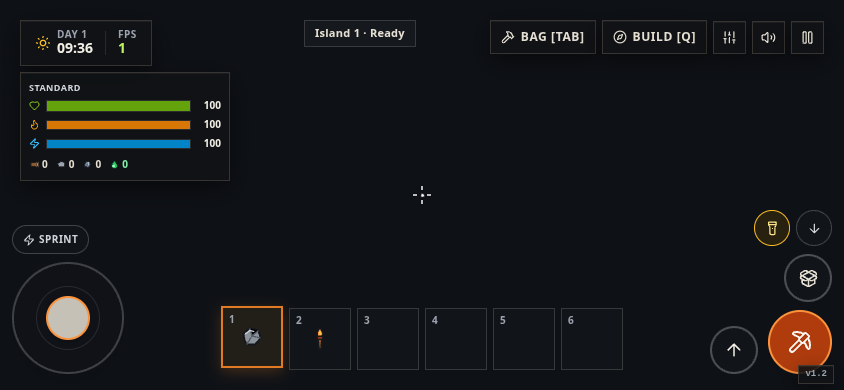 DAY 1
09:36
FPS
1
Island 1 · Ready
BAG [TAB]
BUILD [Q]
STANDARD
100
100
100
0 0 0 0
SPRINT
1 2 3 4 5 6
v1.2